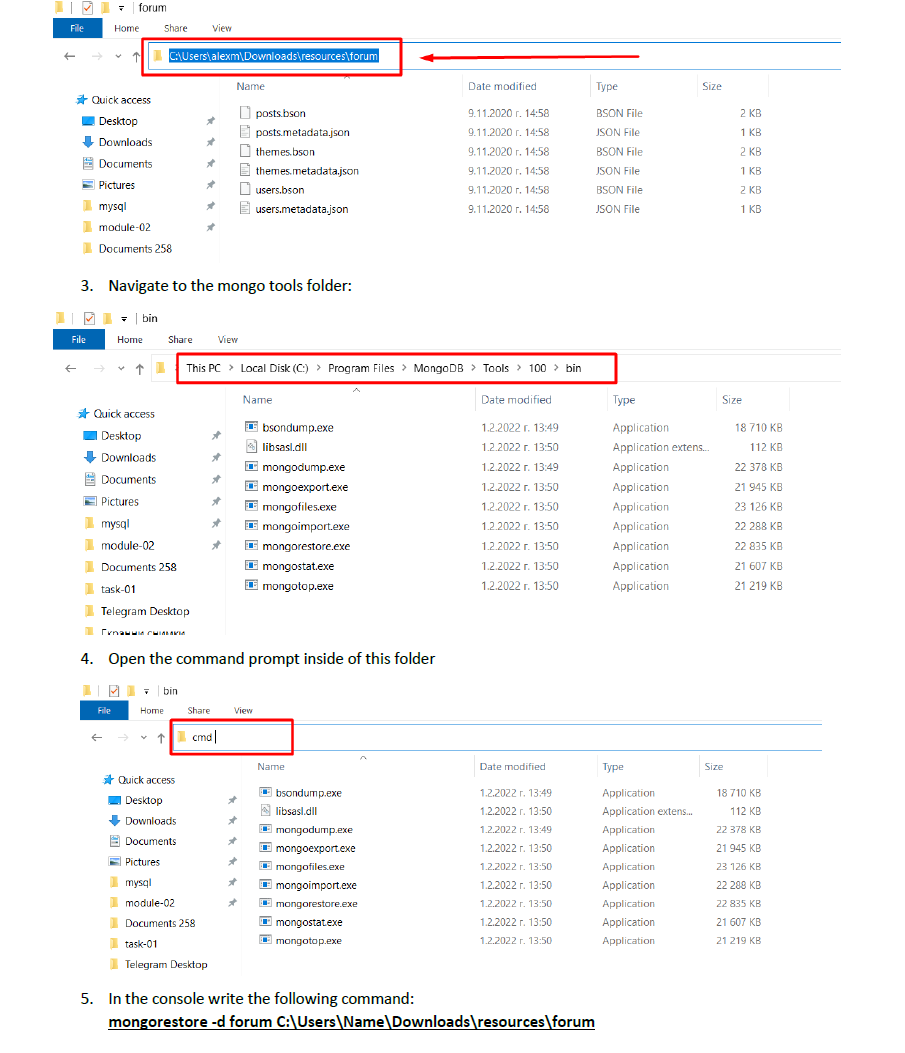 forum
File Home Share View
C:\Users\alexm\Downloads\resources\forum
Name Date modified Type Size
Quick access
Desktop
Downloads
Documents
Pictures
mysql
module-02
Documents 258
posts.bson 9.11.2020 г. 14:58 BSON File 2 KB
posts.metadata.json 9.11.2020 г. 14:58 JSON File 1 KB
themes.bson 9.11.2020 г. 14:58 BSON File 2 KB
themes.metadata.json 9.11.2020 г. 14:58 JSON File 1 KB
users.bson 9.11.2020 г. 14:58 BSON File 2 KB
users.metadata.json 9.11.2020 г. 14:58 JSON File 1 KB
3. Navigate to the mongo tools folder:
bin
File Home Share View
This PC > Local Disk (C:) > Program Files > MongoDB > Tools > 100 > bin
Name Date modified Type Size
Quick access
Desktop
Downloads
Documents
Pictures
mysql
module-02
Documents 258
task-01
Telegram Desktop
Екранни снимки
bsondump.exe 1.2.2022 г. 13:49 Application 18 710 KB
libsasl.dll 1.2.2022 г. 13:50 Application extens... 112 KB
mongodump.exe 1.2.2022 г. 13:49 Application 22 378 KB
mongoexport.exe 1.2.2022 г. 13:50 Application 21 945 KB
mongofiles.exe 1.2.2022 г. 13:50 Application 23 126 KB
mongoimport.exe 1.2.2022 г. 13:50 Application 22 288 KB
mongorestore.exe 1.2.2022 г. 13:50 Application 22 835 KB
mongostat.exe 1.2.2022 г. 13:50 Application 21 607 KB
mongotop.exe 1.2.2022 г. 13:50 Application 21 219 KB
4. Open the command prompt inside of this folder
bin
File Home Share View
cmd
Name Date modified Type Size
Quick access
Desktop
Downloads
Documents
Pictures
mysql
module-02
Documents 258
task-01
Telegram Desktop
bsondump.exe 1.2.2022 г. 13:49 Application 18 710 KB
libsasl.dll 1.2.2022 г. 13:50 Application extens... 112 KB
mongodump.exe 1.2.2022 г. 13:49 Application 22 378 KB
mongoexport.exe 1.2.2022 г. 13:50 Application 21 945 KB
mongofiles.exe 1.2.2022 г. 13:50 Application 23 126 KB
mongoimport.exe 1.2.2022 г. 13:50 Application 22 288 KB
mongorestore.exe 1.2.2022 г. 13:50 Application 22 835 KB
mongostat.exe 1.2.2022 г. 13:50 Application 21 607 KB
mongotop.exe 1.2.2022 г. 13:50 Application 21 219 KB
5. In the console write the following command:
mongorestore -d forum C:\Users\Name\Downloads\resources\forum